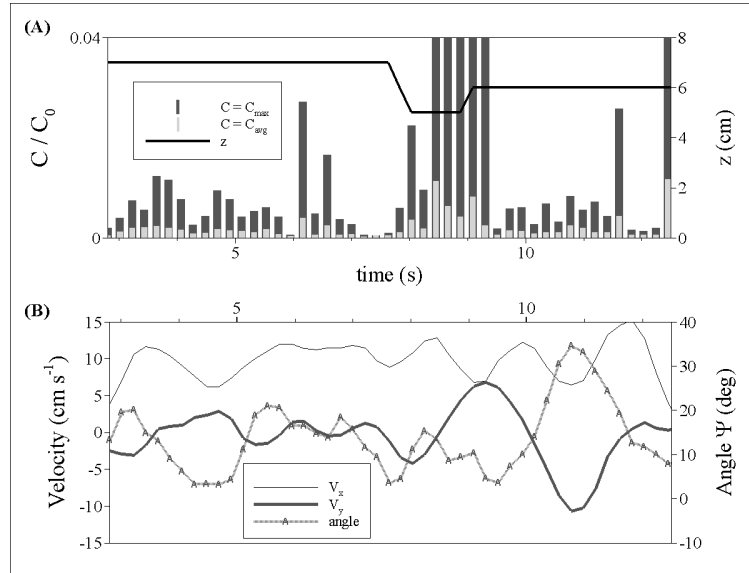 (A)
0.04
8
C = Cmax
C = Cavg
z
6
C / C0
4
z (cm)
2
0
0
5
10
time (s)
(B)
5
10
15
40
10
30
5
20
0
10
-5
0
-10
-15
-10
Velocity (cm s-1)
Angle Ψ (deg)
Vx
Vy
A angle